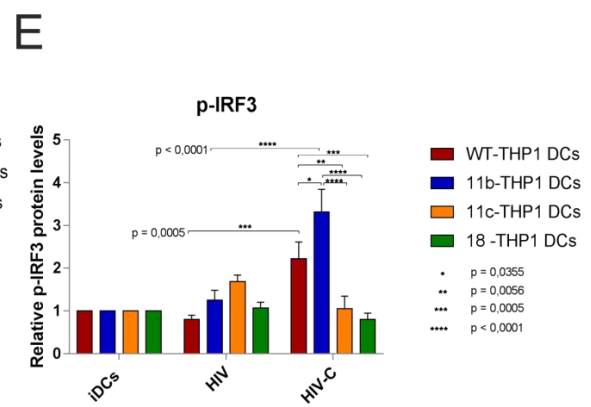 E
p-IRF3
Relative p-IRF3 protein levels
5
4
3
2
1
0
p < 0,0001
****
***
**
****
*
****
p = 0,0005
***
iDCs
HIV
HIV-C
WT-THP1 DCs
11b-THP1 DCs
11c-THP1 DCs
18 -THP1 DCs
* p = 0,0355
** p = 0,0056
*** p = 0,0005
**** p < 0,0001
s
s
s